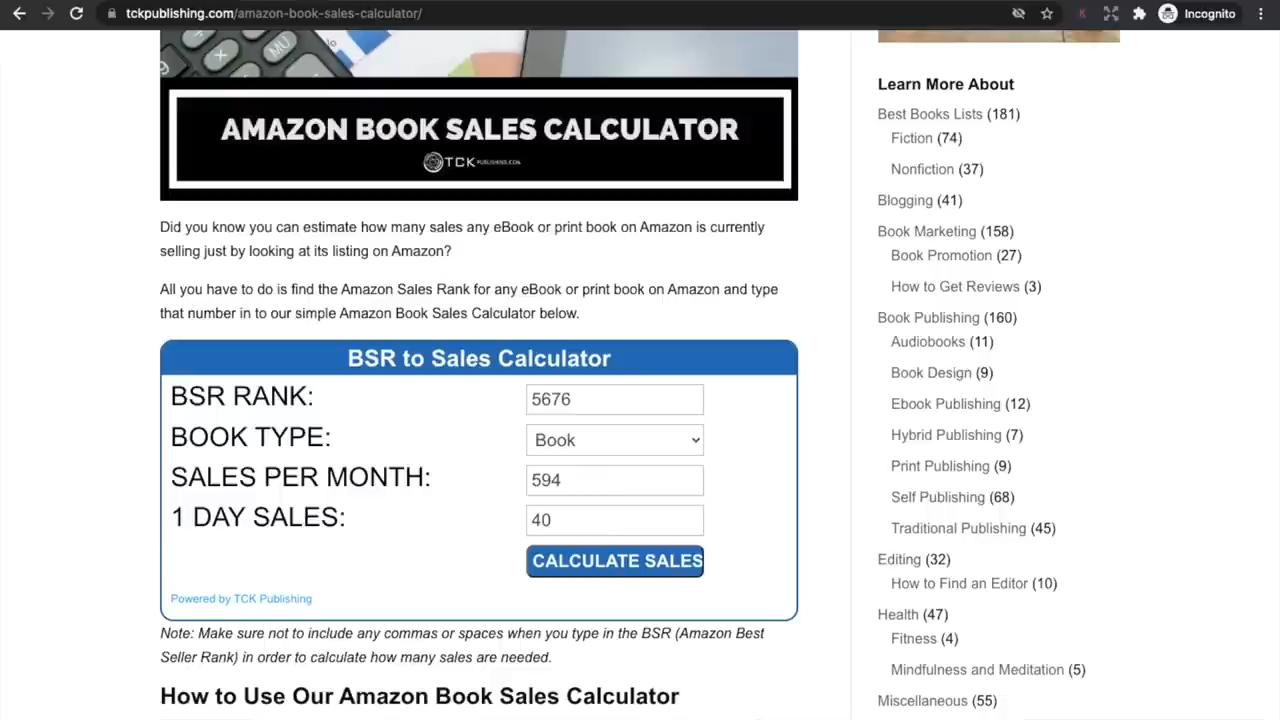 tckpublishing.com/amazon-book-sales-calculator/
Incognito
MU
AMAZON BOOK SALES CALCULATOR
TCK PUBLISHING.COM
Did you know you can estimate how many sales any eBook or print book on Amazon is currently
selling just by looking at its listing on Amazon?
All you have to do is find the Amazon Sales Rank for any eBook or print book on Amazon and type
that number in to our simple Amazon Book Sales Calculator below.
BSR to Sales Calculator
BSR RANK: 5676
BOOK TYPE: Book
SALES PER MONTH: 594
1 DAY SALES: 40
CALCULATE SALES
Powered by TCK Publishing
Note: Make sure not to include any commas or spaces when you type in the BSR (Amazon Best
Seller Rank) in order to calculate how many sales are needed.
How to Use Our Amazon Book Sales Calculator
Learn More About
Best Books Lists (181)
Fiction (74)
Nonfiction (37)
Blogging (41)
Book Marketing (158)
Book Promotion (27)
How to Get Reviews (3)
Book Publishing (160)
Audiobooks (11)
Book Design (9)
Ebook Publishing (12)
Hybrid Publishing (7)
Print Publishing (9)
Self Publishing (68)
Traditional Publishing (45)
Editing (32)
How to Find an Editor (10)
Health (47)
Fitness (4)
Mindfulness and Meditation (5)
Miscellaneous (55)